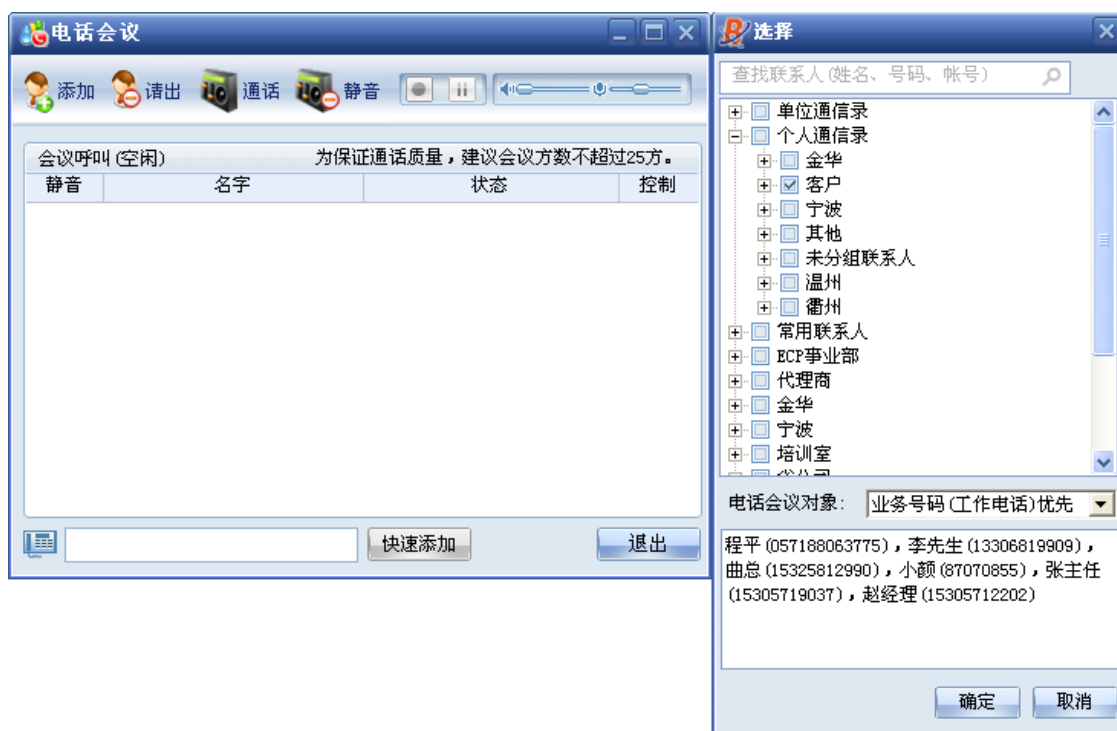 电话会议
添加 请出 通话 静音
会议呼叫(空闲) 为保证通话质量，建议会议方数不超过25方。
静音 名字 状态 控制
快速添加 退出
选择
查找联系人(姓名、号码、帐号)
单位通信录
个人通信录
金华
客户
宁波
其他
未分组联系人
温州
衢州
常用联系人
ECP事业部
代理商
金华
宁波
培训室
电话会议对象: 业务号码(工作电话)优先
程平(057188063775)，李先生(13306819909)，
曲总(15325812990)，小颜(87070855)，张主任
(15305719037)，赵经理(15305712202)
确定 取消